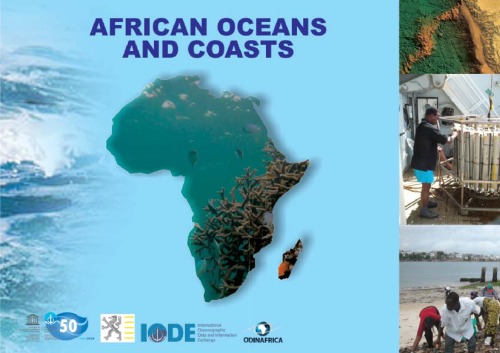 AFRICAN OCEANS
AND COASTS
50
IODE
International
Oceanographic
Data and Information
Exchange
ODINAFRICA